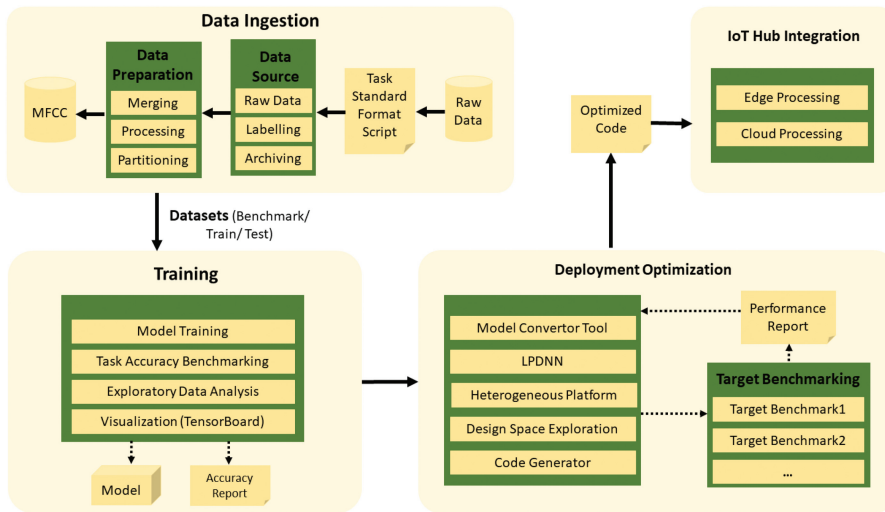 Data Ingestion
MFCC
Data
Preparation
Merging
Processing
Partitioning
Data
Source
Raw Data
Labelling
Archiving
Task
Standard
Format
Script
Raw
Data
Datasets (Benchmark/
Train/ Test)
Training
Model Training
Task Accuracy Benchmarking
Exploratory Data Analysis
Visualization (TensorBoard)
Model
Accuracy
Report
Deployment Optimization
Model Convertor Tool
LPDNN
Heterogeneous Platform
Design Space Exploration
Code Generator
Performance
Report
Target Benchmarking
Target Benchmark1
Target Benchmark2
...
Optimized
Code
IoT Hub Integration
Edge Processing
Cloud Processing